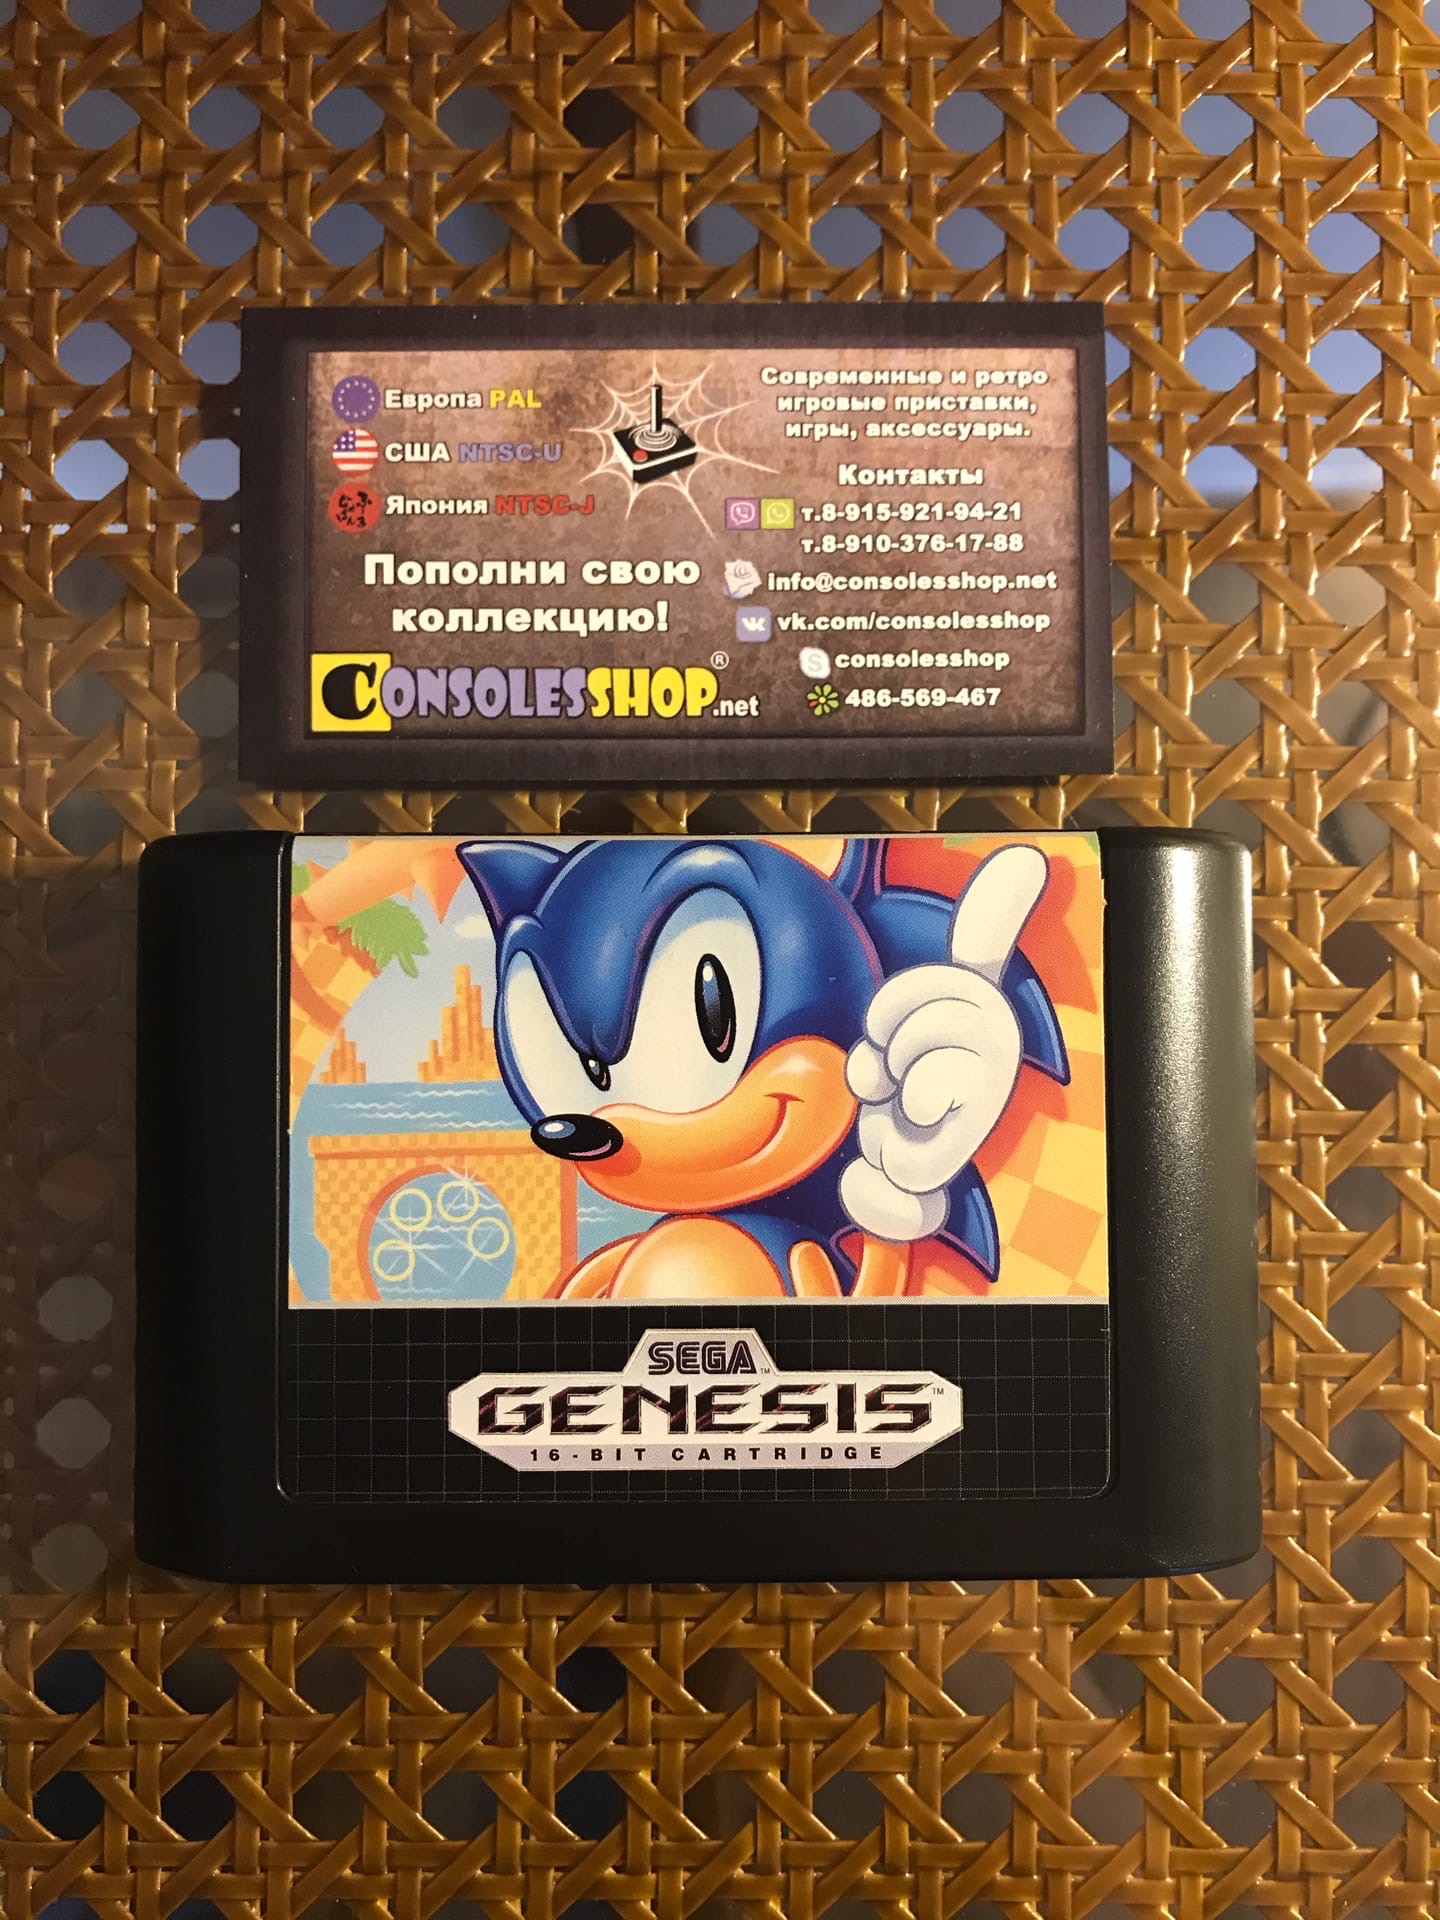 Европа PAL
США NTSC-U
Япония NTSC-J
Пополни свою
коллекцию!
CONSOLESSHOP.net®
Современные и ретро
игровые приставки,
игры, аксессуары.
Контакты
т.8-915-921-94-21
т.8-910-376-17-88
info@consolesshop.net
vk.com/consolesshop
consolesshop
486-569-467
SEGA™
GENESIS™
16-BIT CARTRIDGE